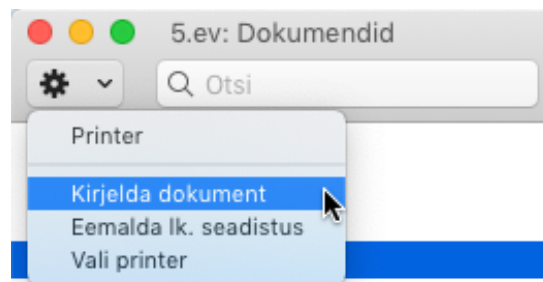 5.ev: Dokumendid
Otsi
Printer
Kirjelda dokument
Eemalda lk. seadistus
Vali printer